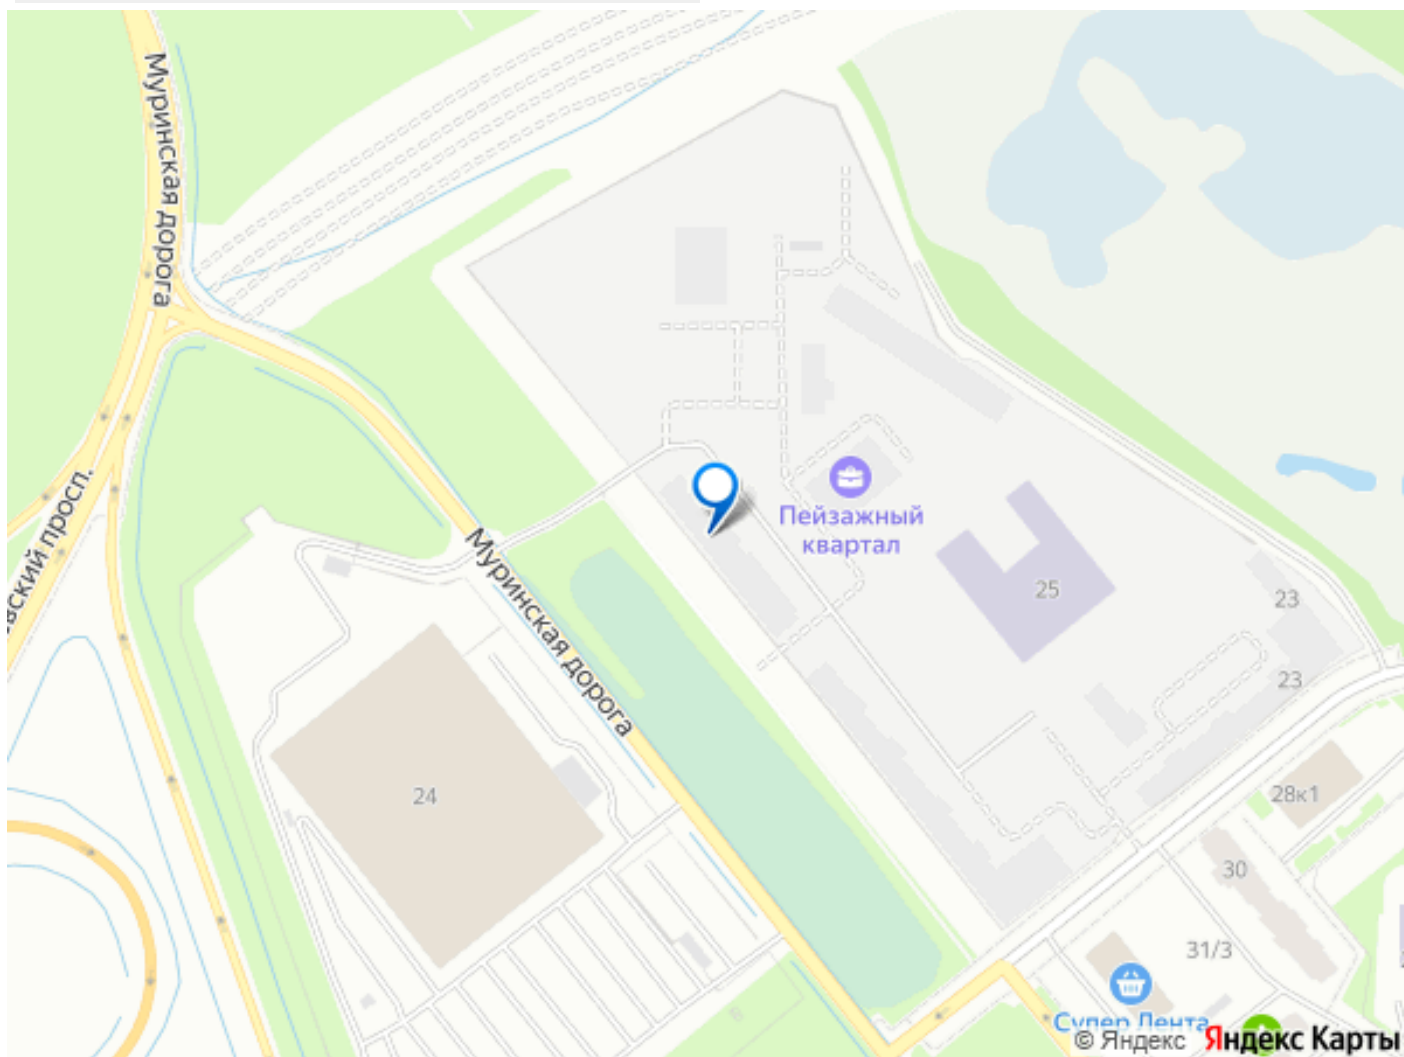 Муринская дорога
вский просп.
Муринская дорога
Пейзажный
квартал
25
23
23
24
28к1
30
31/3
Супер Лента
© Яндекс Яндекс Карты